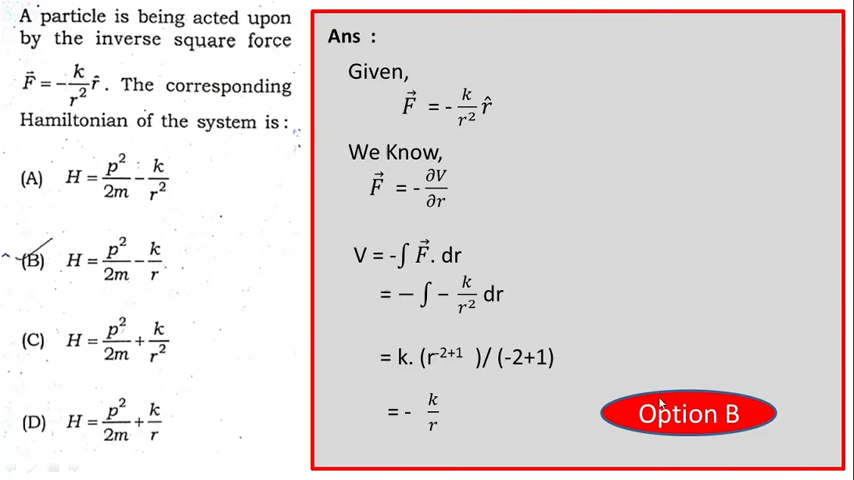 A particle is being acted upon
by the inverse square force
F⃗ = −k/r² r̂. The corresponding
Hamiltonian of the system is :
(A) H = p²/2m − k/r²
(B) H = p²/2m − k/r
(C) H = p²/2m + k/r²
(D) H = p²/2m + k/r
Ans :
Given,
F⃗ = - k/r² r̂
We Know,
F⃗ = - ∂V/∂r
V = -∫ F⃗. dr
= − ∫ − k/r² dr
= k. (r⁻²⁺¹ )/ (-2+1)
= - k/r
Option B